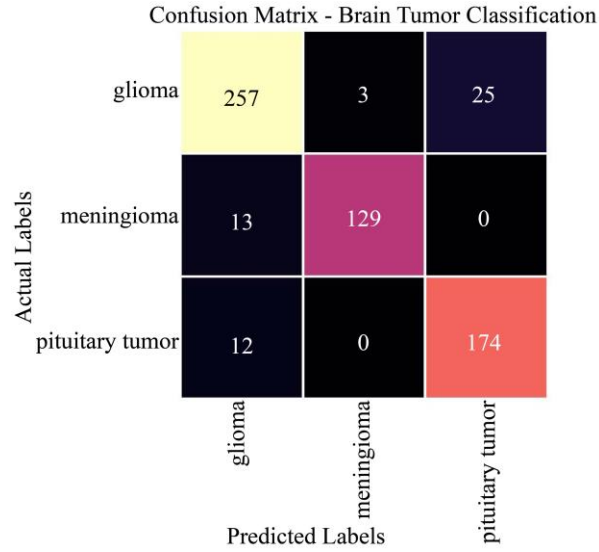 Confusion Matrix - Brain Tumor Classification
glioma 257 3 25
meningioma 13 129 0
pituitary tumor 12 0 174
Actual Labels
glioma meningioma pituitary tumor
Predicted Labels